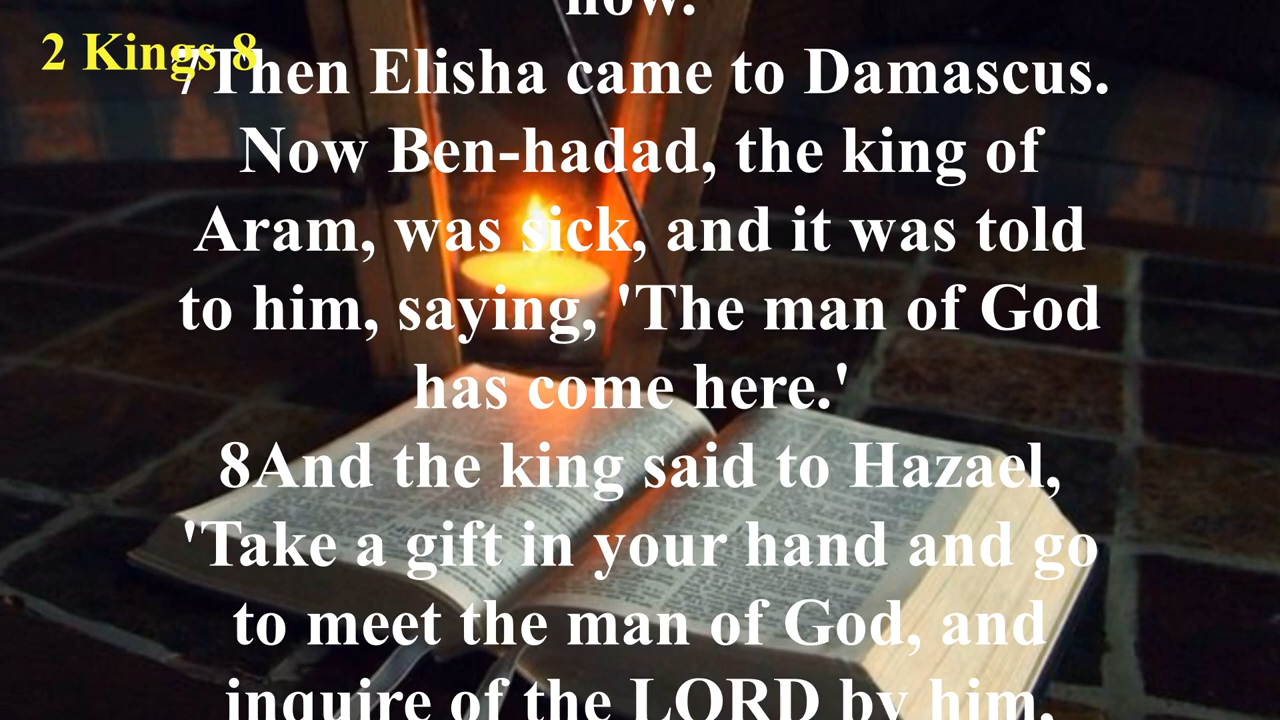 now.
2 Kings 8
7Then Elisha came to Damascus.
Now Ben-hadad, the king of
Aram, was sick, and it was told
to him, saying, 'The man of God
has come here.'
8And the king said to Hazael,
'Take a gift in your hand and go
to meet the man of God, and
inquire of the LORD by him,